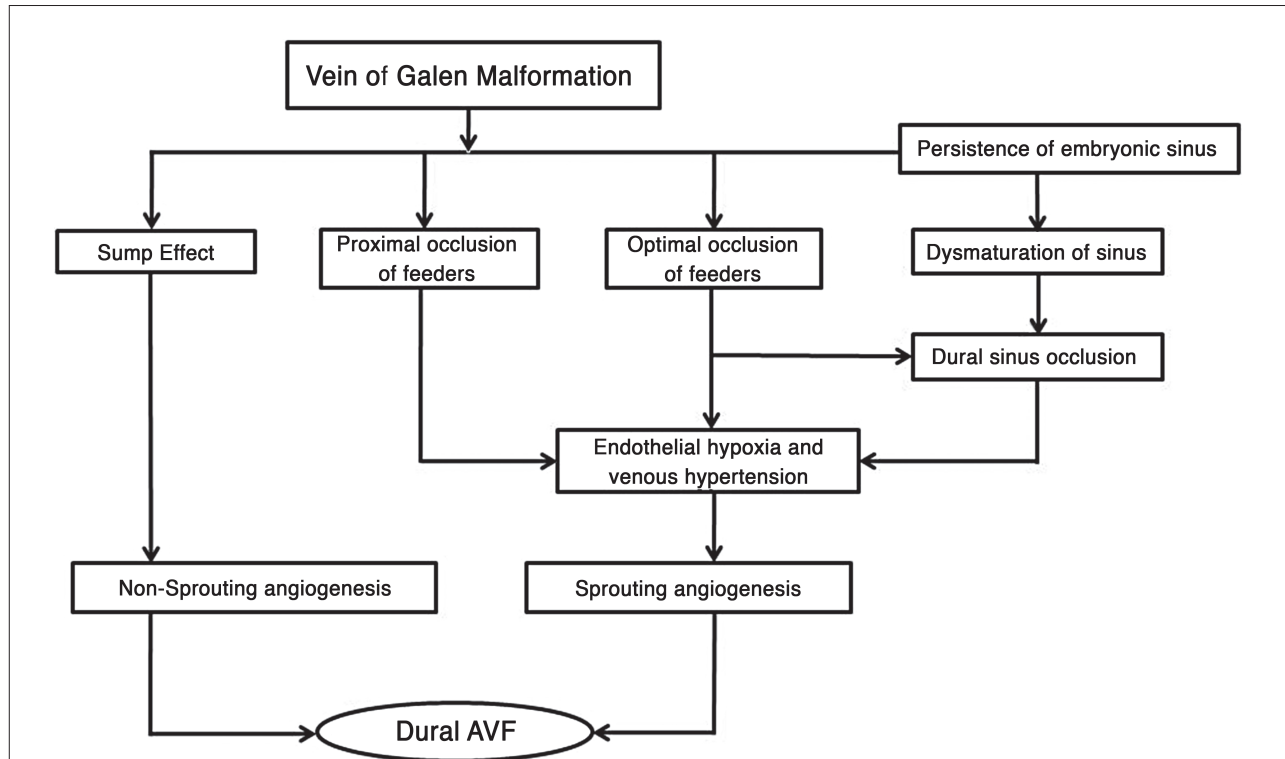 Vein of Galen Malformation
Persistence of embryonic sinus
Sump Effect
Proximal occlusion
of feeders
Optimal occlusion
of feeders
Dysmaturation of sinus
Dural sinus occlusion
Endothelial hypoxia and
venous hypertension
Non-Sprouting angiogenesis
Sprouting angiogenesis
Dural AVF